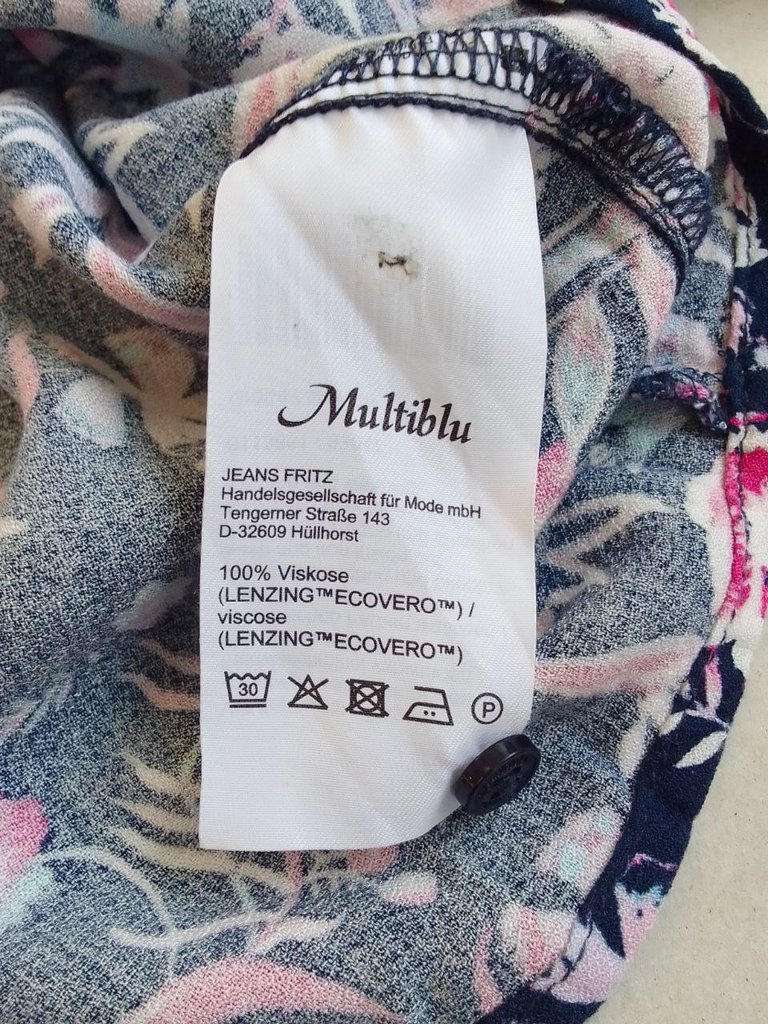 Multiblu
JEANS FRITZ
Handelsgesellschaft für Mode mbH
Tengerner Straße 143
D-32609 Hüllhorst
100% Viskose
(LENZING™ECOVERO™) /
viscose
(LENZING™ECOVERO™)
30 P